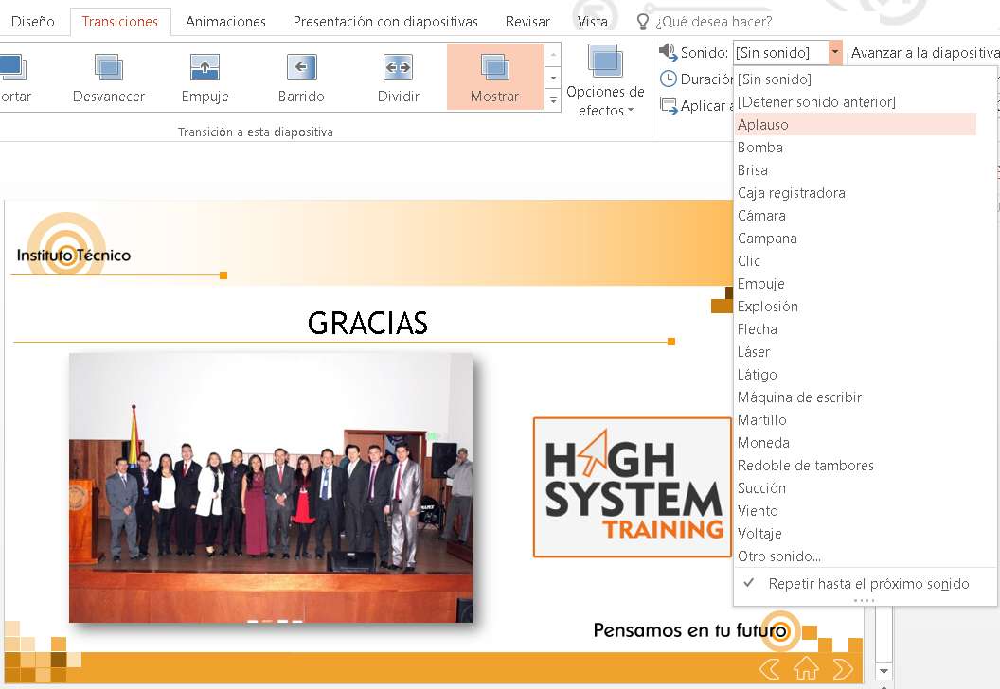 Diseño Transiciones Animaciones Presentación con diapositivas Revisar Vista ¿Qué desea hacer?
ortar Desvanecer Empuje Barrido Dividir Mostrar
Opciones de
efectos
Transición a esta diapositiva
Sonido: [Sin sonido] Avanzar a la diapositiva
Duración
Aplicar a
[Sin sonido]
[Detener sonido anterior]
Aplauso
Bomba
Brisa
Caja registradora
Cámara
Campana
Clic
Empuje
Explosión
Flecha
Láser
Látigo
Máquina de escribir
Martillo
Moneda
Redoble de tambores
Succión
Viento
Voltaje
Otro sonido...
Repetir hasta el próximo sonido
Instituto Técnico
GRACIAS
HIGH
SYSTEM
TRAINING
Pensamos en tu futuro